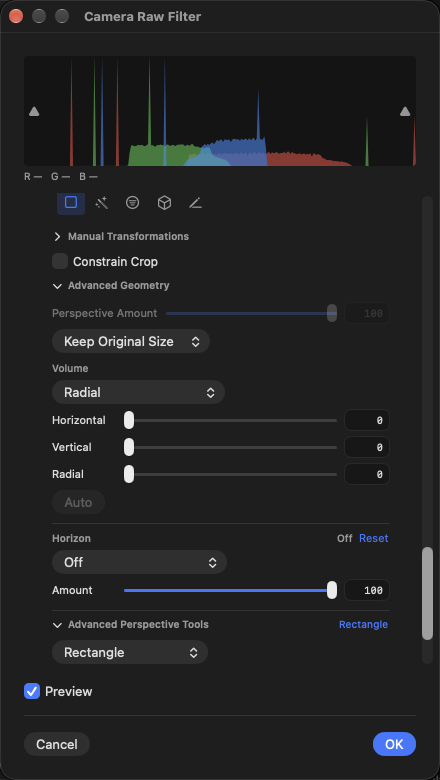 Camera Raw Filter
R — G — B —
Manual Transformations
Constrain Crop
Advanced Geometry
Perspective Amount 100
Keep Original Size
Volume
Radial
Horizontal 0
Vertical 0
Radial 0
Auto
Horizon Off Reset
Off
Amount 100
Advanced Perspective Tools Rectangle
Rectangle
Preview
Cancel OK